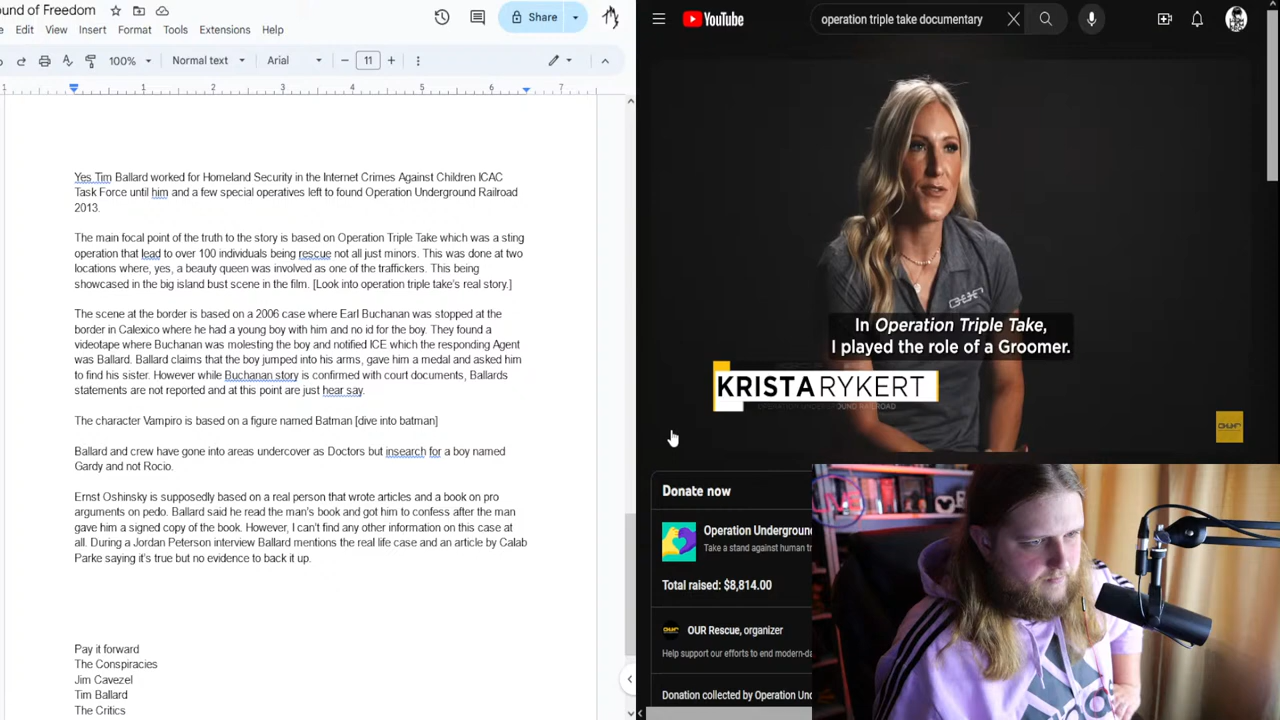 ound of Freedom
Share
Edit View Insert Format Tools Extensions Help
100% Normal text Arial 11
1 1 2 3 4 5 6 7
Yes Tim Ballard worked for Homeland Security in the Internet Crimes Against Children ICAC
Task Force until him and a few special operatives left to found Operation Underground Railroad
2013.
The main focal point of the truth to the story is based on Operation Triple Take which was a sting
operation that lead to over 100 individuals being rescue not all just minors. This was done at two
locations where, yes, a beauty queen was involved as one of the traffickers. This being
showcased in the big island bust scene in the film. [Look into operation triple take's real story.]
The scene at the border is based on a 2006 case where Earl Buchanan was stopped at the
border in Calexico where he had a young boy with him and no id for the boy. They found a
videotape where Buchanan was molesting the boy and notified ICE which the responding Agent
was Ballard. Ballard claims that the boy jumped into his arms, gave him a medal and asked him
to find his sister. However while Buchanan story is confirmed with court documents, Ballards
statements are not reported and at this point are just hear say.
The character Vampiro is based on a figure named Batman [dive into batman]
Ballard and crew have gone into areas undercover as Doctors but insearch for a boy named
Gardy and not Rocio.
Ernst Oshinsky is supposedly based on a real person that wrote articles and a book on pro
arguments on pedo. Ballard said he read the man's book and got him to confess after the man
gave him a signed copy of the book. However, I can't find any other information on this case at
all. During a Jordan Peterson interview Ballard mentions the real life case and an article by Calab
Parke saying it's true but no evidence to back it up.
Pay it forward
The Conspiracies
Jim Cavezel
Tim Ballard
The Critics
YouTube
operation triple take documentary
OUR
In Operation Triple Take,
I played the role of a Groomer.
KRISTA RYKERT
OPERATION UNDERGROUND RAILROAD
OUR
Donate now
Operation Undergroun
Take a stand against human t
Total raised: $8,814.00
OUR Rescue, organizer
Help support our efforts to end modern-da
Donation collected by Operation Un